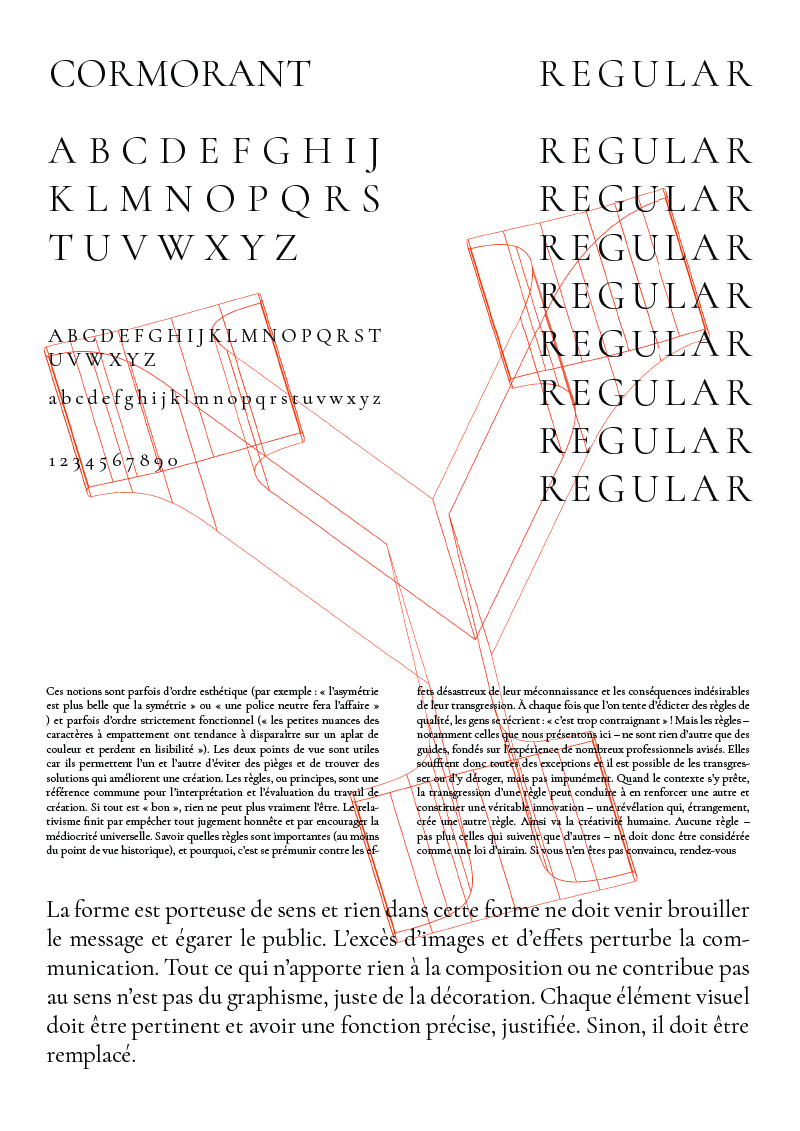 CORMORANT
REGULAR
A B C D E F G H I J
K L M N O P Q R S
T U V W X Y Z
REGULAR
REGULAR
REGULAR
REGULAR
REGULAR
REGULAR
REGULAR
REGULAR
A B C D E F G H I J K L M N O P Q R S T
U V W X Y Z
a b c d e f g h i j k l m n o p q r s t u v w x y z
1 2 3 4 5 6 7 8 9 0
Ces notions sont parfois d’ordre esthétique (par exemple : « l’asymétrie
est plus belle que la symétrie » ou « une police neutre fera l’affaire »
) et parfois d’ordre strictement fonctionnel (« les petites nuances des
caractères à empattement ont tendance à disparaître sur un aplat de
couleur et perdent en lisibilité »). Les deux points de vue sont utiles
car ils permettent l’un et l’autre d’éviter des pièges et de trouver des
solutions qui améliorent une création. Les règles, ou principes, sont une
référence commune pour l’interprétation et l’évaluation du travail de
création. Si tout est « bon », rien ne peut plus vraiment l’être. Le rela-
tivisme finit par empêcher tout jugement honnête et par encourager la
médiocrité universelle. Savoir quelles règles sont importantes (au moins
du point de vue historique), et pourquoi, c’est se prémunir contre les ef-
fets désastreux de leur méconnaissance et les conséquences indésirables
de leur transgression. À chaque fois que l’on tente d’édicter des règles de
qualité, les gens se récrient : « c’est trop contraignant » ! Mais les règles –
notamment celles que nous présentons ici – ne sont rien d’autre que des
guides, fondés sur l’expérience de nombreux professionnels avisés. Elles
souffrent donc toutes des exceptions et il est possible de les transgres-
ser ou d’y déroger, mais pas impunément. Quand le contexte s’y prête,
la transgression d’une règle peut conduire à en renforcer une autre et
constituer une véritable innovation – une révélation qui, étrangement,
crée une autre règle. Ainsi va la créativité humaine. Aucune règle –
pas plus celles qui suivent que d’autres – ne doit donc être considérée
comme une loi d’airain. Si vous n’en êtes pas convaincu, rendez-vous
La forme est porteuse de sens et rien dans cette forme ne doit venir brouiller
le message et égarer le public. L’excès d’images et d’effets perturbe la com-
munication. Tout ce qui n’apporte rien à la composition ou ne contribue pas
au sens n’est pas du graphisme, juste de la décoration. Chaque élément visuel
doit être pertinent et avoir une fonction précise, justifiée. Sinon, il doit être
remplacé.